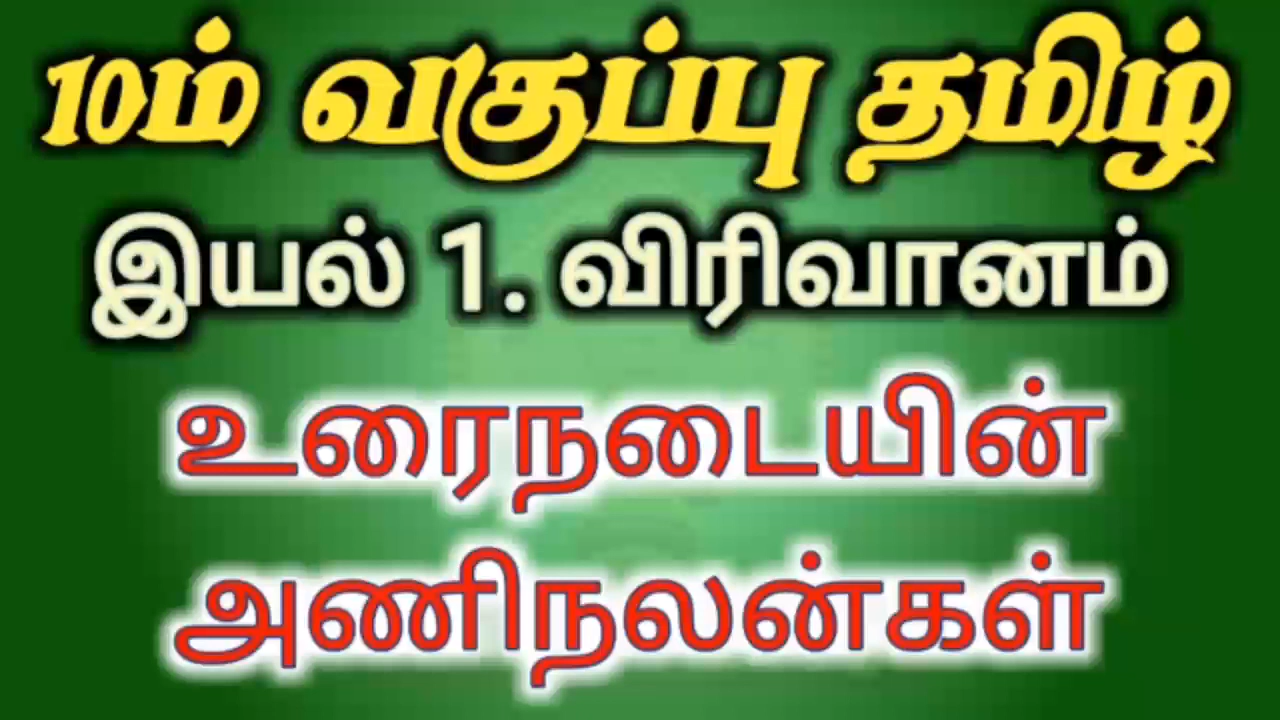 10ம் வகுப்பு தமிழ்
இயல் 1. விரிவானம்
உரைநடையின்
அணிநலன்கள்